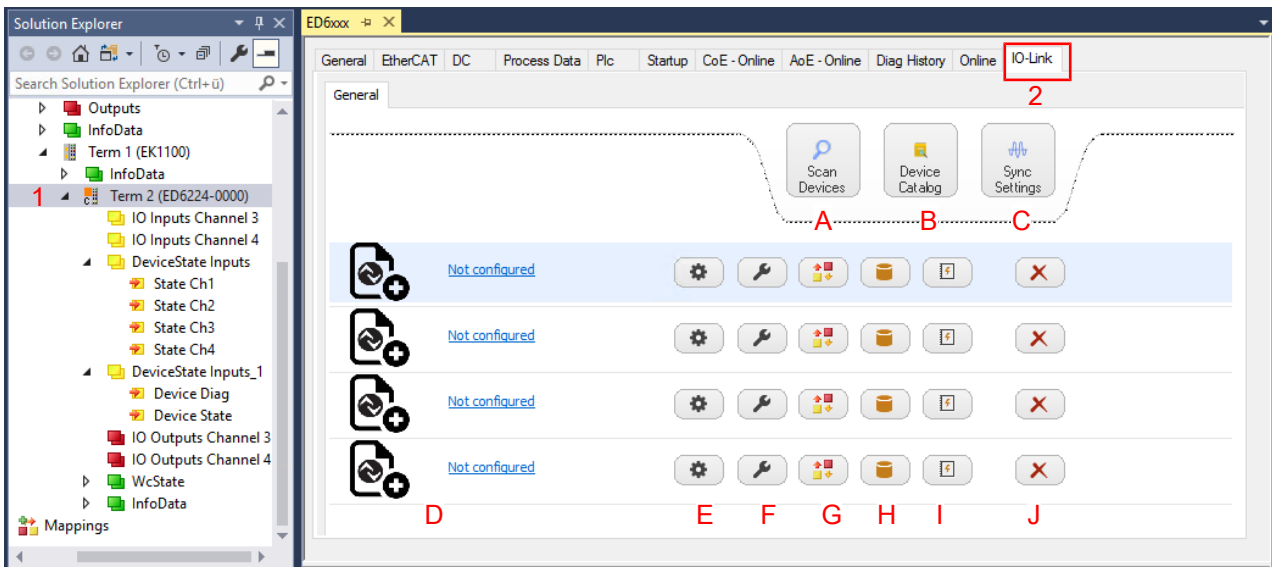 Solution Explorer
Search Solution Explorer (Ctrl+ü)
Outputs
InfoData
Term 1 (EK1100)
InfoData
1
Term 2 (ED6224-0000)
IO Inputs Channel 3
IO Inputs Channel 4
DeviceState Inputs
State Ch1
State Ch2
State Ch3
State Ch4
DeviceState Inputs_1
Device Diag
Device State
IO Outputs Channel 3
IO Outputs Channel 4
WcState
InfoData
Mappings
ED6xxx
General EtherCAT DC Process Data Plc Startup CoE - Online AoE - Online Diag History Online IO-Link
2
General
Scan
Devices
Device
Catalog
Sync
Settings
A B C
Not configured
Not configured
Not configured
Not configured
D E F G H I J